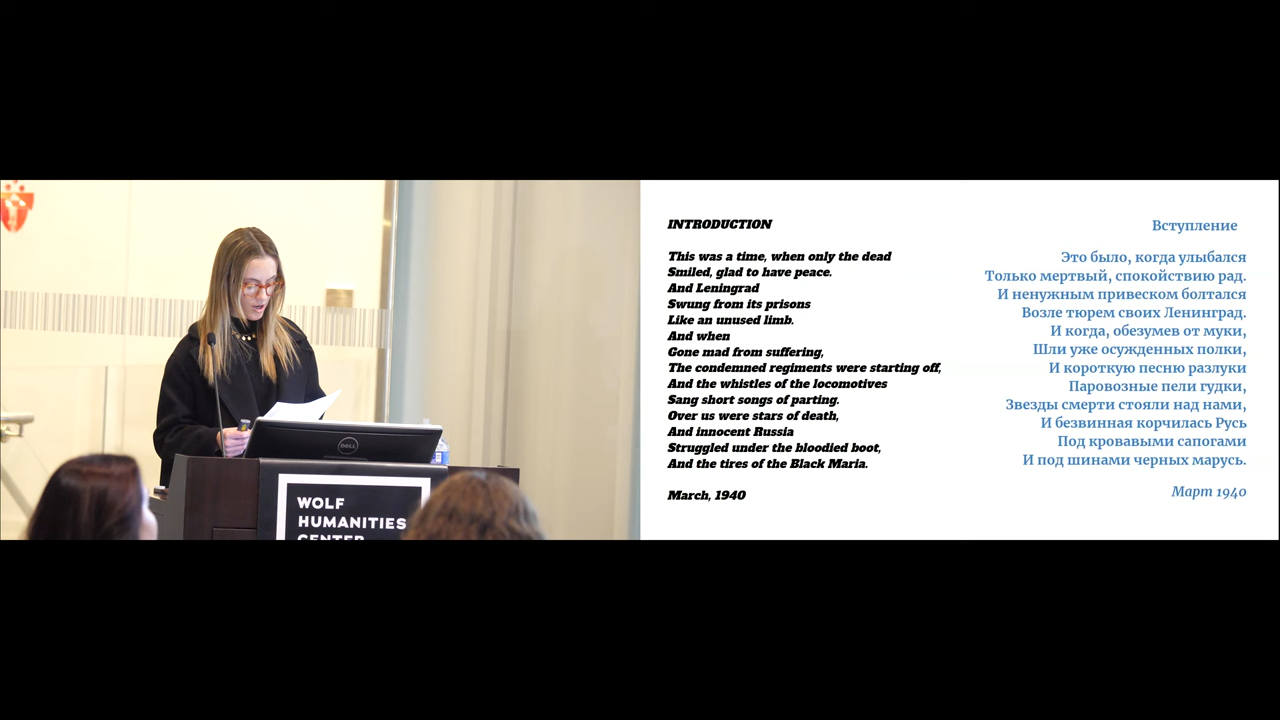 DELL
WOLF
HUMANITIES
CENTER
INTRODUCTION
This was a time, when only the dead
Smiled, glad to have peace.
And Leningrad
Swung from its prisons
Like an unused limb.
And when
Gone mad from suffering,
The condemned regiments were starting off,
And the whistles of the locomotives
Sang short songs of parting.
Over us were stars of death,
And innocent Russia
Struggled under the bloodied boot,
And the tires of the Black Maria.
March, 1940
Вступление
Это было, когда улыбался
Только мертвый, спокойствию рад.
И ненужным привеском болтался
Возле тюрем своих Ленинград.
И когда, обезумев от муки,
Шли уже осужденных полки,
И короткую песню разлуки
Паровозные пели гудки,
Звезды смерти стояли над нами,
И безвинная корчилась Русь
Под кровавыми сапогами
И под шинами черных марусь.
Март 1940